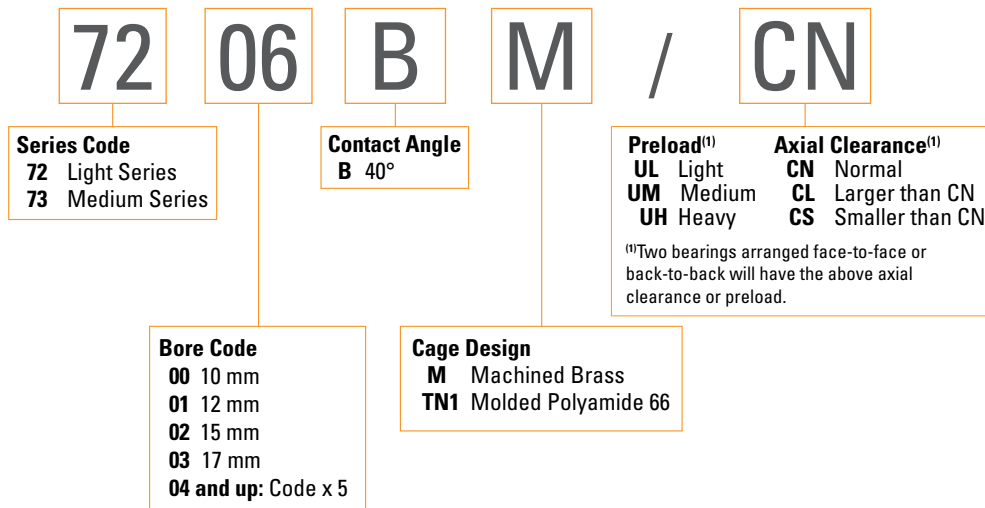 72 06 B M / CN
Series Code
72 Light Series
73 Medium Series
Contact Angle
B 40°
Preload(1) Axial Clearance(1)
UL Light CN Normal
UM Medium CL Larger than CN
UH Heavy CS Smaller than CN
(1)Two bearings arranged face-to-face or
back-to-back will have the above axial
clearance or preload.
Bore Code
00 10 mm
01 12 mm
02 15 mm
03 17 mm
04 and up: Code x 5
Cage Design
M Machined Brass
TN1 Molded Polyamide 66